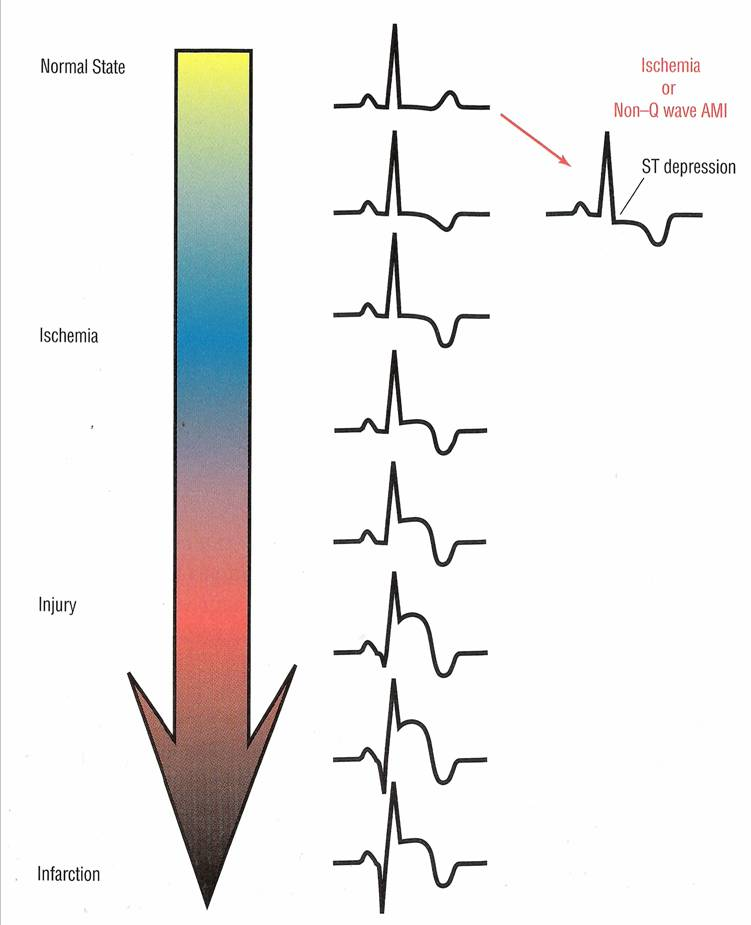 Normal State
Ischemia
or
Non–Q wave AMI
ST depression
Ischemia
Injury
Infarction